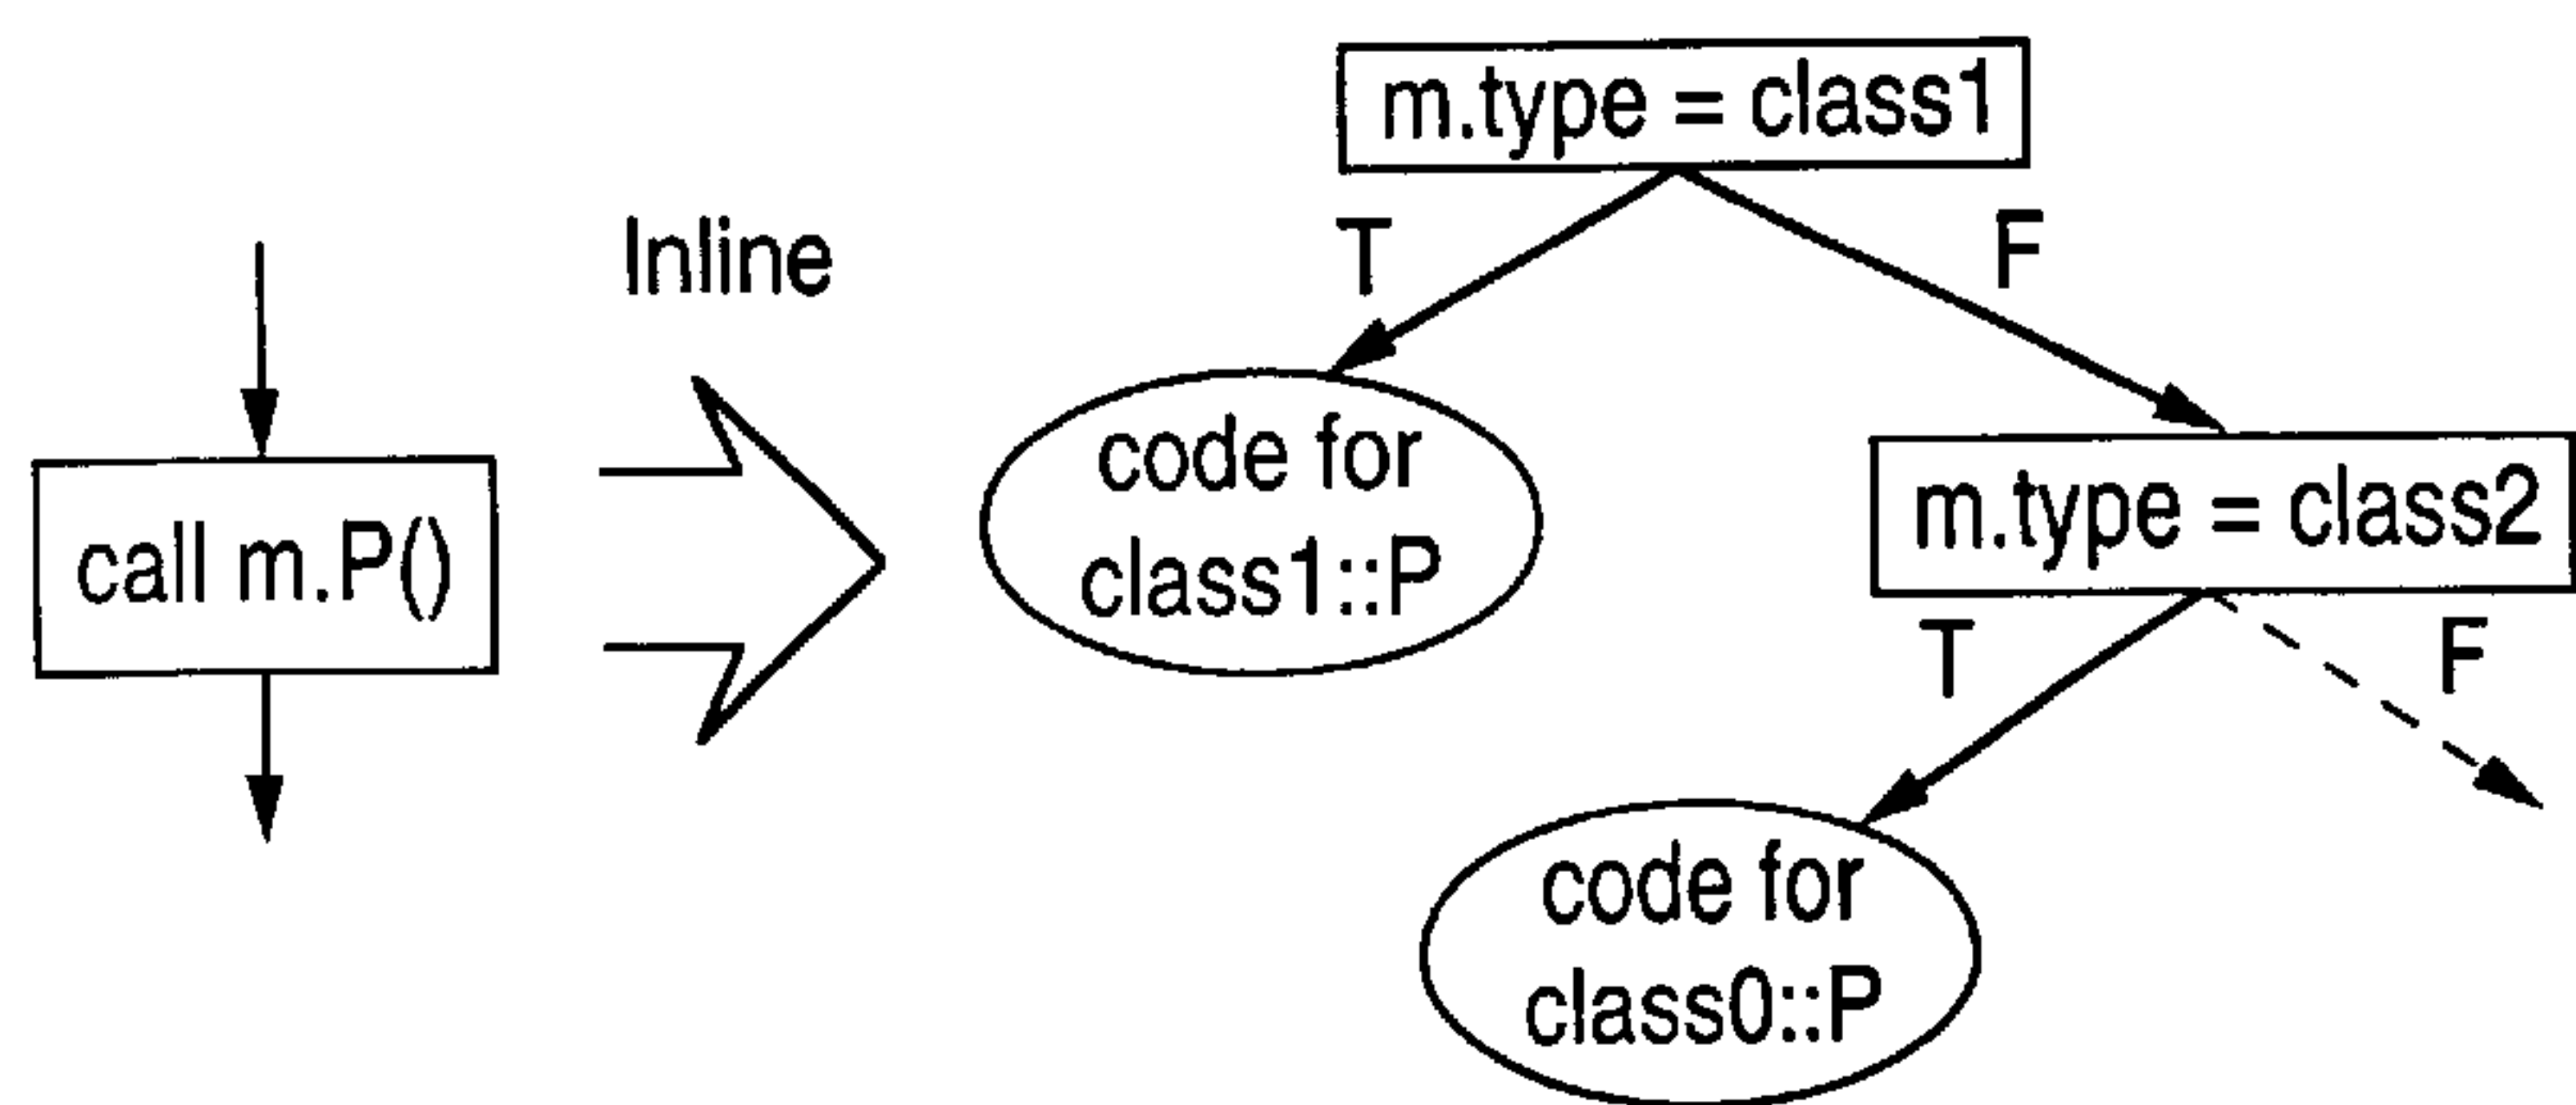 m.type = class1
Inline
T
F
call m.P()
code for
class1::P
m.type = class2
T
F
code for
class0::P